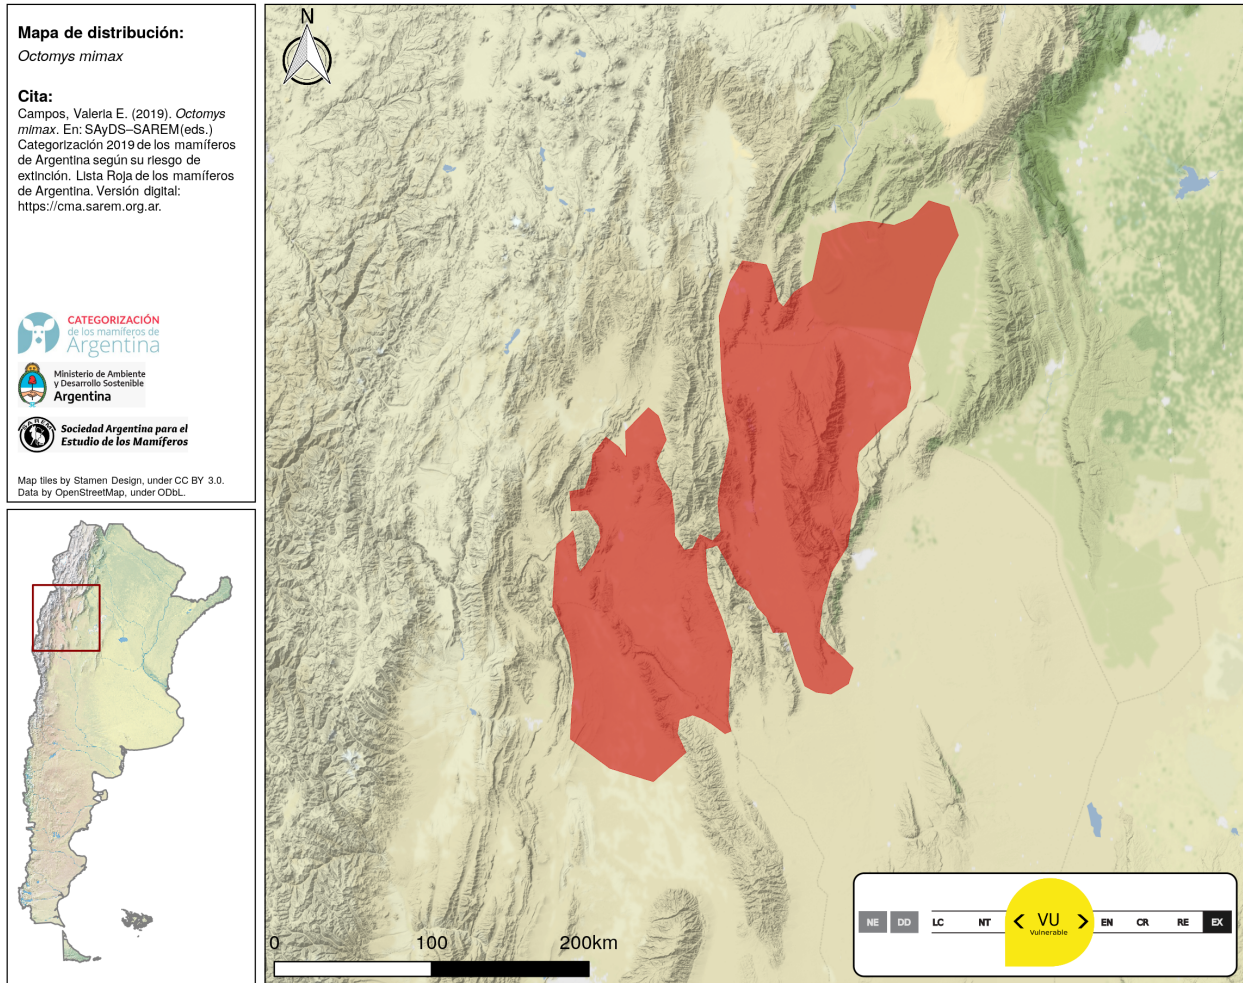 Mapa de distribución:
Octomys mimax
Cita:
Campos, Valeria E. (2019). Octomys
mimax. En: SAyDS–SAREM (eds.)
Categorización 2019 de los mamíferos
de Argentina según su riesgo de
extinción. Lista Roja de los mamíferos
de Argentina. Versión digital:
https://cma.sarem.org.ar.
CATEGORIZACIÓN
de los mamíferos de
Argentina
Ministerio de Ambiente
y Desarrollo Sostenible
Argentina
SAREM
Sociedad Argentina para el
Estudio de los Mamíferos
Map tiles by Stamen Design, under CC BY 3.0.
Data by OpenStreetMap, under ODbL.
N
0 100 200km
NE DD LC NT < VU > EN CR RE EX
Vulnerable